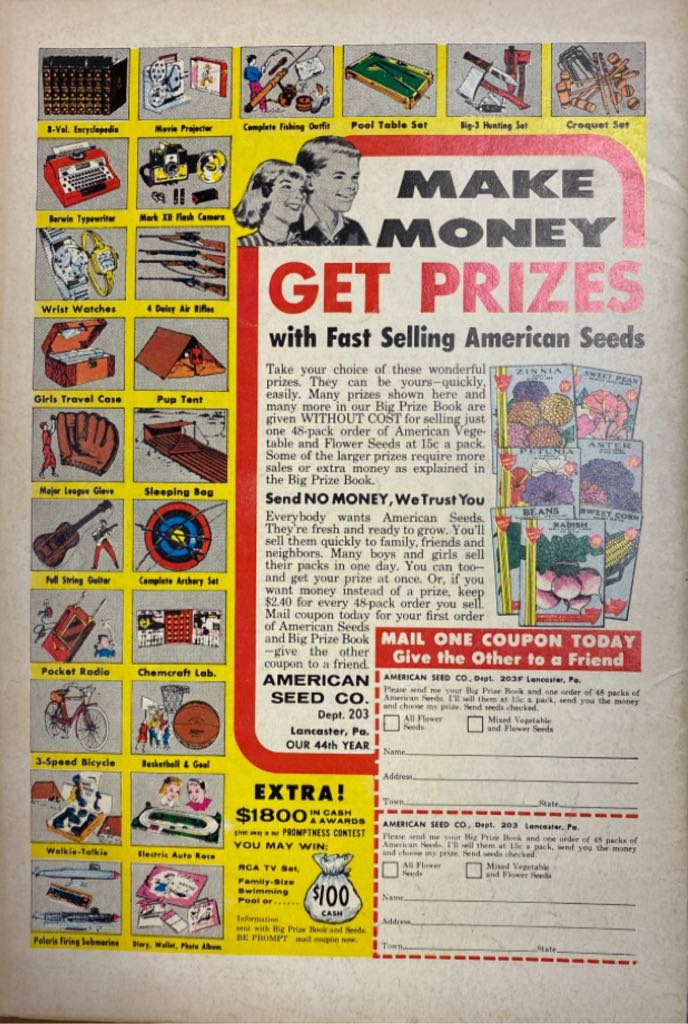 8-Vol. Encyclopedia
Movie Projector
Complete Fishing Outfit
Pool Table Set
Big-3 Hunting Set
Croquet Set
Berwin Typewriter
Mark XII Flash Camera
Wrist Watches
4 Daisy Air Rifles
Girls Travel Case
Pup Tent
Major League Glove
Sleeping Bag
Full String Guitar
Complete Archery Set
Pocket Radio
Chemcraft Lab.
3-Speed Bicycle
Basketball & Goal
Walkie-Talkie
Electric Auto Race
Polaris Firing Submarine
Diary, Wallet, Photo Album
MAKE
MONEY
GET PRIZES
with Fast Selling American Seeds
Take your choice of these wonderful
prizes. They can be yours—quickly,
easily. Many prizes shown here and
many more in our Big Prize Book are
given WITHOUT COST for selling just
one 48-pack order of American Vege-
table and Flower Seeds at 15c a pack.
Some of the larger prizes require more
sales or extra money as explained in
the Big Prize Book.
Send NO MONEY, We Trust You
Everybody wants American Seeds.
They're fresh and ready to grow. You'll
sell them quickly to family, friends and
neighbors. Many boys and girls sell
their packs in one day. You can too—
and get your prize at once. Or, if you
want money instead of a prize, keep
$2.40 for every 48-pack order you sell.
Mail coupon today for your first order
of American Seeds
and Big Prize Book
—give the other
coupon to a friend.
AMERICAN
SEED CO.
Dept. 203
Lancaster, Pa.
OUR 44th YEAR
ZINNIA
SWEET PEAS
ASTER
PETUNIA
BEANS
SWEET CORN
RADISH
MAIL ONE COUPON TODAY
Give the Other to a Friend
AMERICAN SEED CO., Dept. 203F Lancaster, Pa.
Please send me your Big Prize Book and one order of 48 packs of
American Seeds. I'll sell them at 15c a pack, send you the money
and choose my prize. Send seeds checked.
All Flower
Seeds
Mixed Vegetable
and Flower Seeds
Name
Address
Town State
AMERICAN SEED CO., Dept. 203 Lancaster, Pa.
Please send me your Big Prize Book and one order of 48 packs of
American Seeds. I'll sell them at 15c a pack, send you the money
and choose my prize. Send seeds checked.
All Flower
Seeds
Mixed Vegetable
and Flower Seeds
Name
Address
Town State
EXTRA!
$1800 IN CASH
& AWARDS
given away in our PROMPTNESS CONTEST
YOU MAY WIN:
RCA TV Set,
Family-Size
Swimming
Pool or......
$100
CASH
Information
sent with Big Prize Book and Seeds.
BE PROMPT mail coupon now.